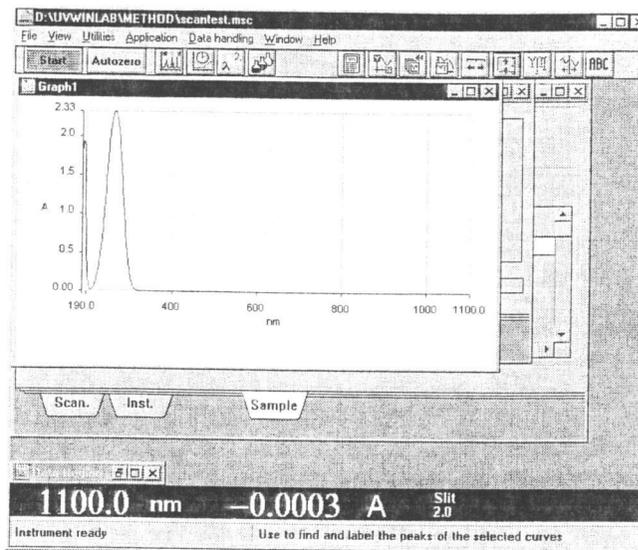 D:\UVWINLAB\METHOD\scantest.msc
File View Utilities Application Data handling Window Help
Start Autozero λ ABC
Graph1
2.33
2.0
1.5
A
1.0
0.5
0.00
190.0 400 600 800 1000 1100.0
nm
Scan. Inst. Sample
1100.0 nm –0.0003 A Slit
2.0
Instrument ready Use to find and label the peaks of the selected curves